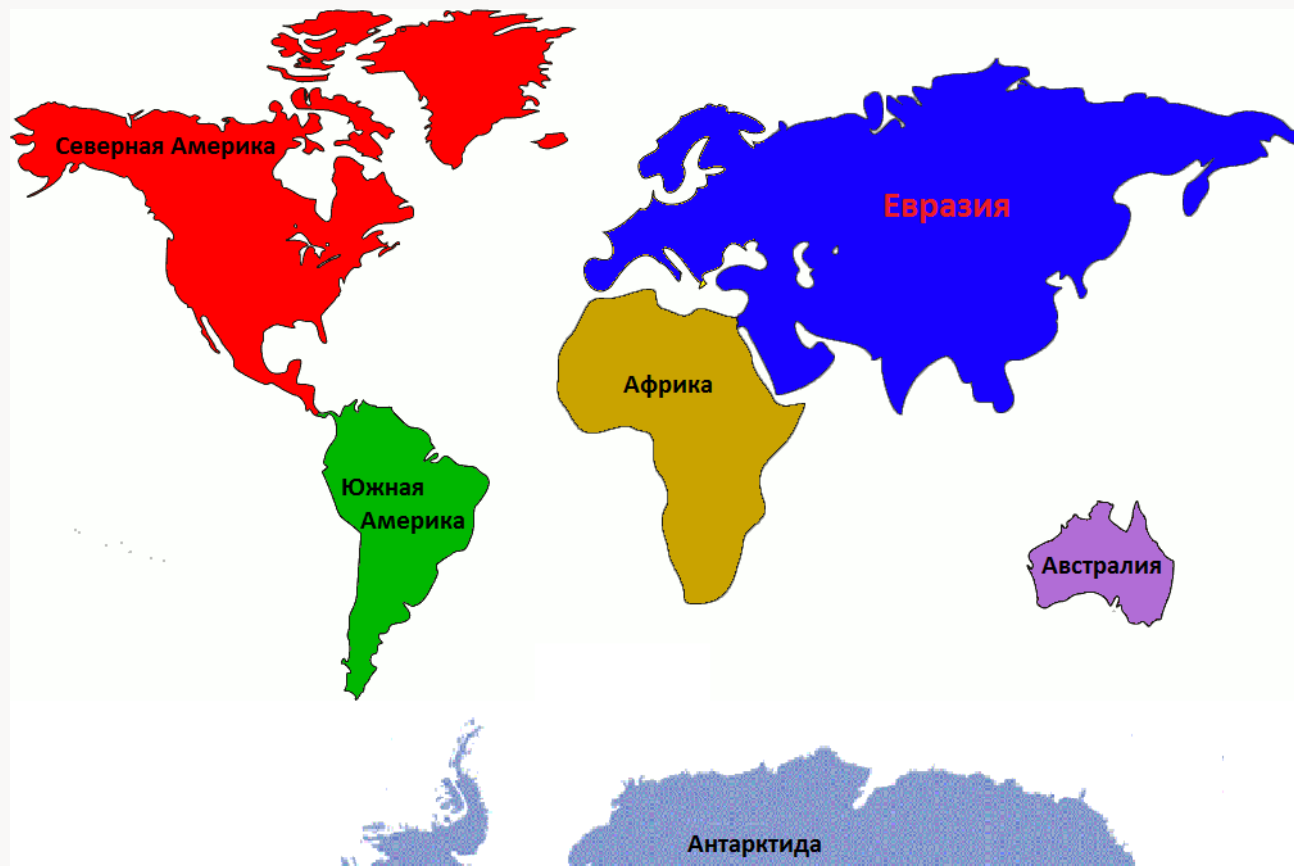 Северная Америка
Евразия
Африка
Южная
Америка
Австралия
Антарктида